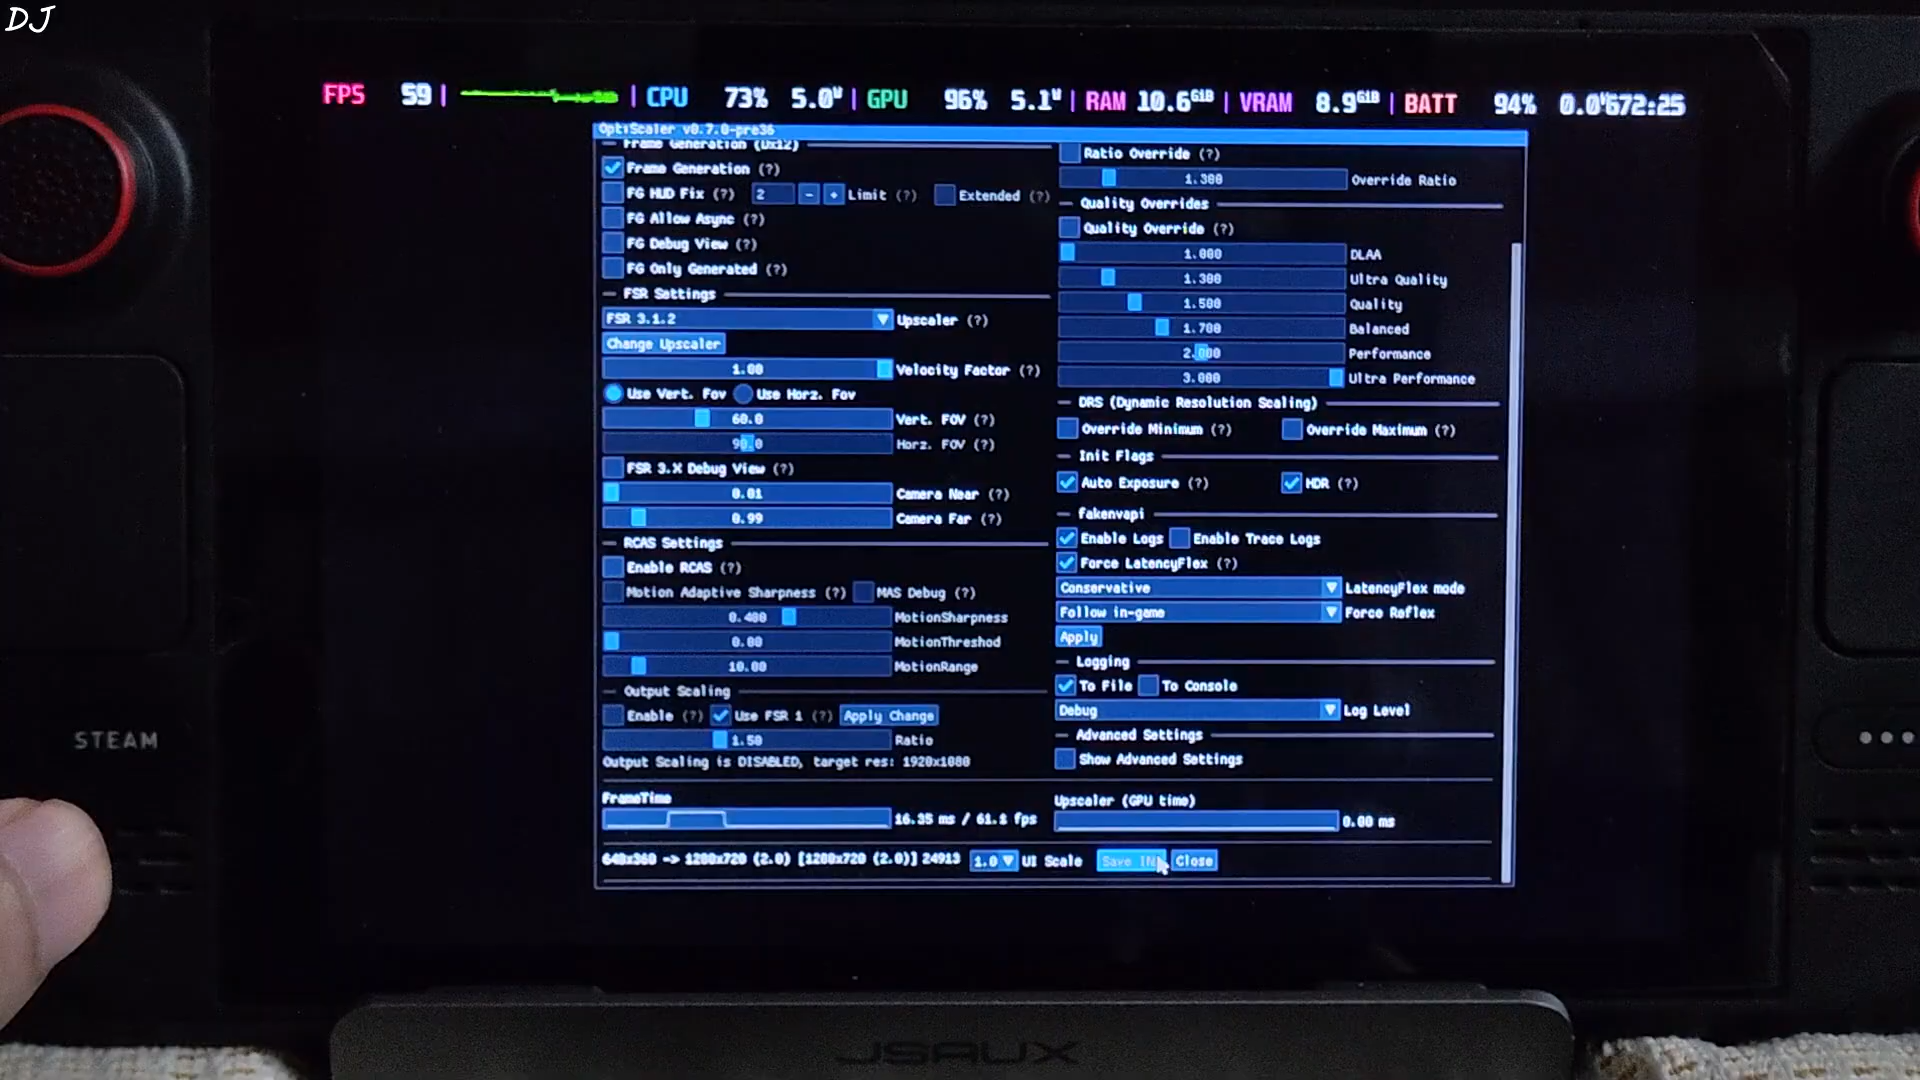 DJ
FPS 59 CPU 73% 5.0W GPU 96% 5.1W RAM 10.6GiB VRAM 8.9GiB BATT 94% 0.0W 672:25
OptiScaler v0.7.0-pre36
Frame Generation (Dx12)
Frame Generation (?)
FG HUD Fix (?) 2 - + Limit (?) Extended (?)
FG Allow Async (?)
FG Debug View (?)
FG Only Generated (?)
FSR Settings
FSR 3.1.2 Upscaler (?)
Change Upscaler
1.00 Velocity Factor (?)
Use Vert. Fov Use Horz. Fov
60.0 Vert. FOV (?)
90.0 Horz. FOV (?)
FSR 3.X Debug View (?)
0.01 Camera Near (?)
0.99 Camera Far (?)
RCAS Settings
Enable RCAS (?)
Motion Adaptive Sharpness (?) MAS Debug (?)
0.400 MotionSharpness
0.00 MotionThreshod
10.00 MotionRange
Output Scaling
Enable (?) Use FSR 1 (?) Apply Change
1.50 Ratio
Output Scaling is DISABLED, target res: 1920x1080
Ratio Override (?)
1.300 Override Ratio
Quality Overrides
Quality Override (?)
1.000 DLAA
1.300 Ultra Quality
1.500 Quality
1.700 Balanced
2.000 Performance
3.000 Ultra Performance
DRS (Dynamic Resolution Scaling)
Override Minimum (?) Override Maximum (?)
Init Flags
Auto Exposure (?) HDR (?)
fakenvapi
Enable Logs Enable Trace Logs
Force LatencyFlex (?)
Conservative LatencyFlex mode
Follow in-game Force Reflex
Apply
Logging
To File To Console
Debug Log Level
Advanced Settings
Show Advanced Settings
FrameTime
16.35 ms / 61.1 fps
Upscaler (GPU time)
0.00 ms
640x360 -> 1280x720 (2.0) [1280x720 (2.0)] 24913 1.0 UI Scale Save IN Close
STEAM
JSAUX